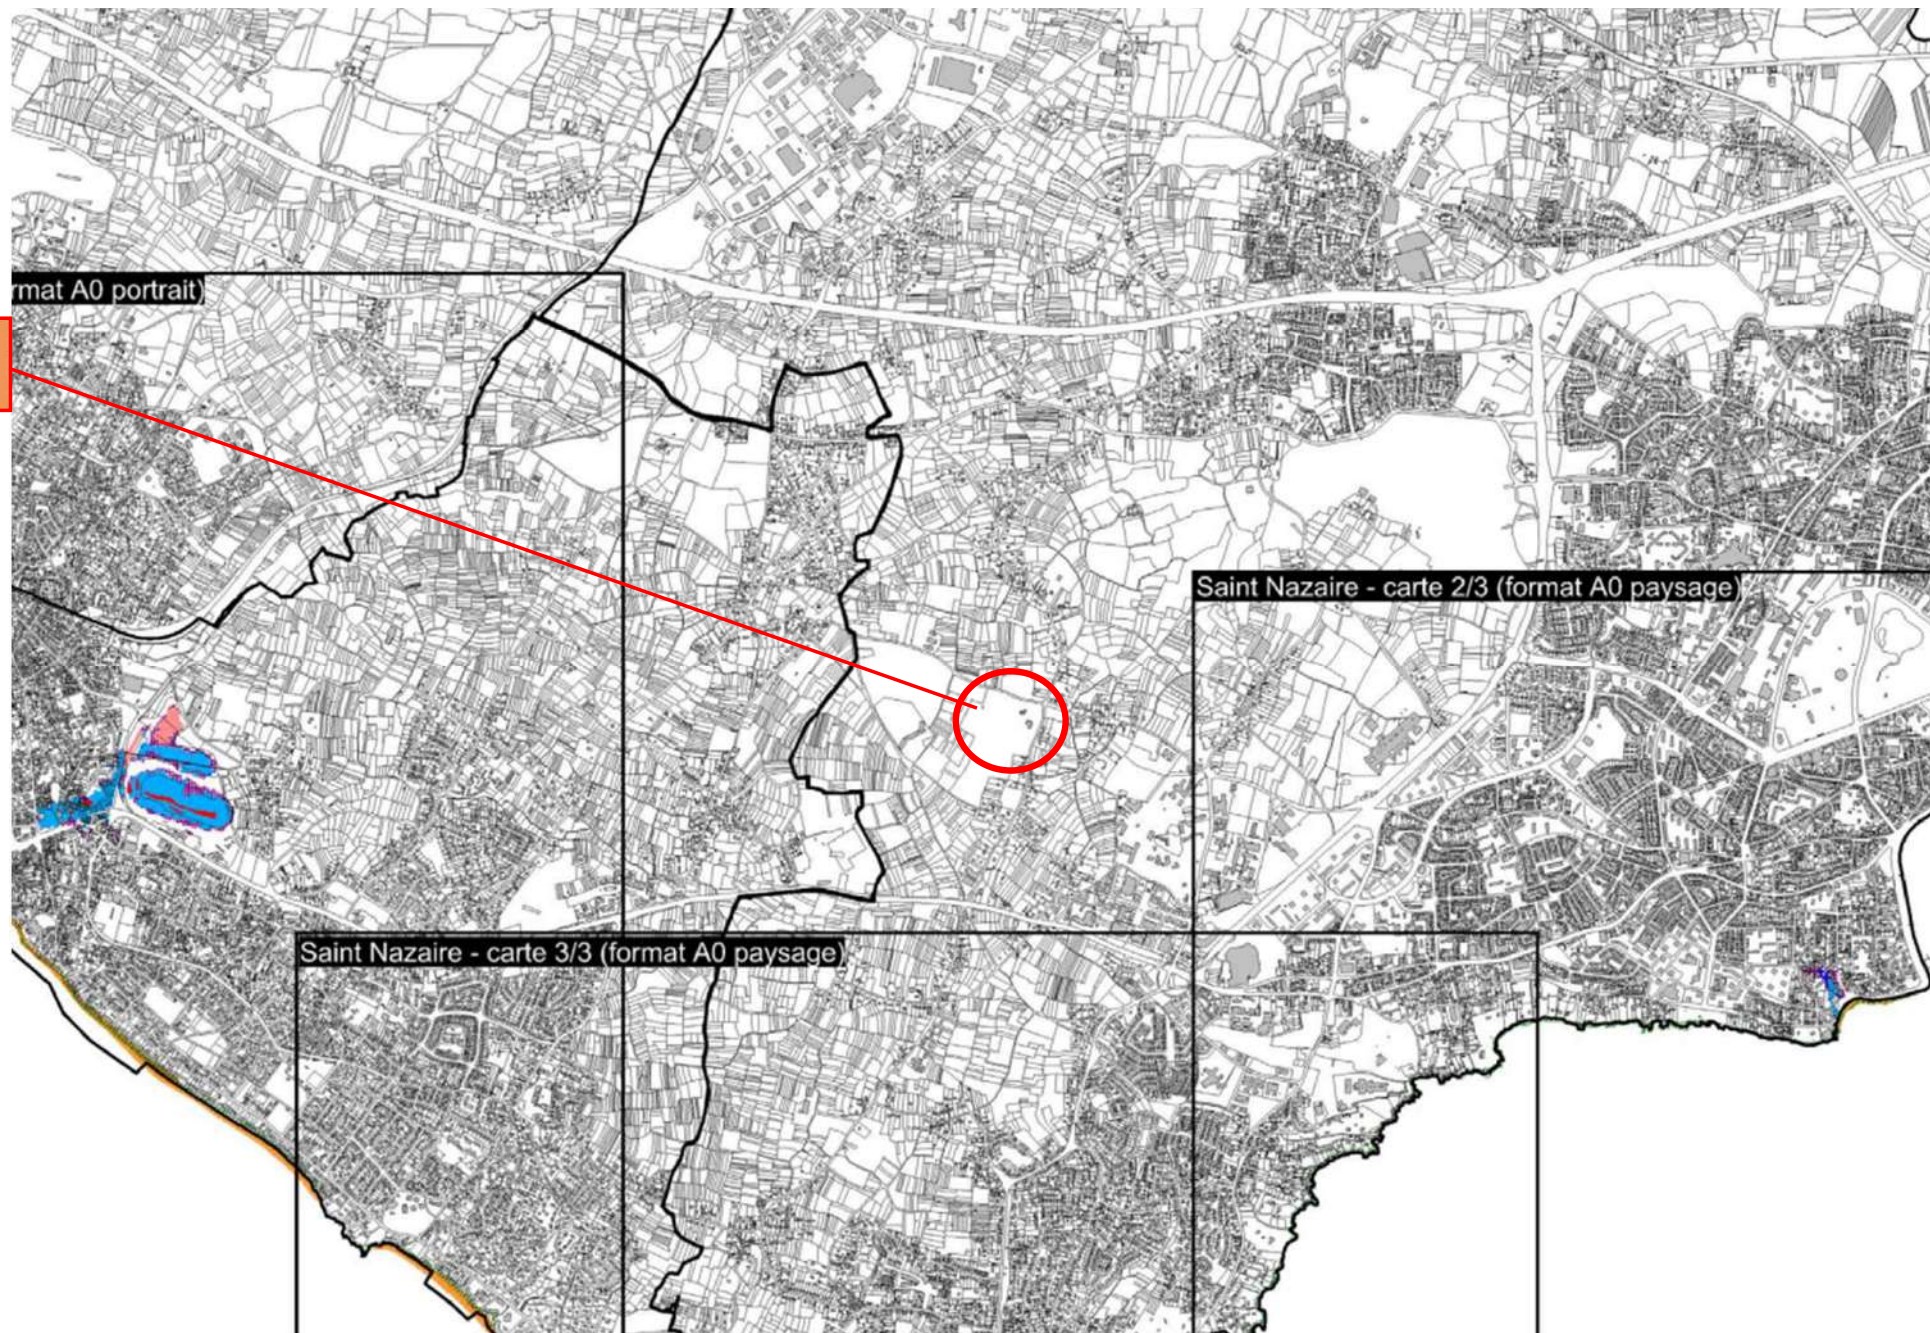 rmat A0 portrait)
Saint Nazaire - carte 2/3 (format A0 paysage)
Saint Nazaire - carte 3/3 (format A0 paysage)